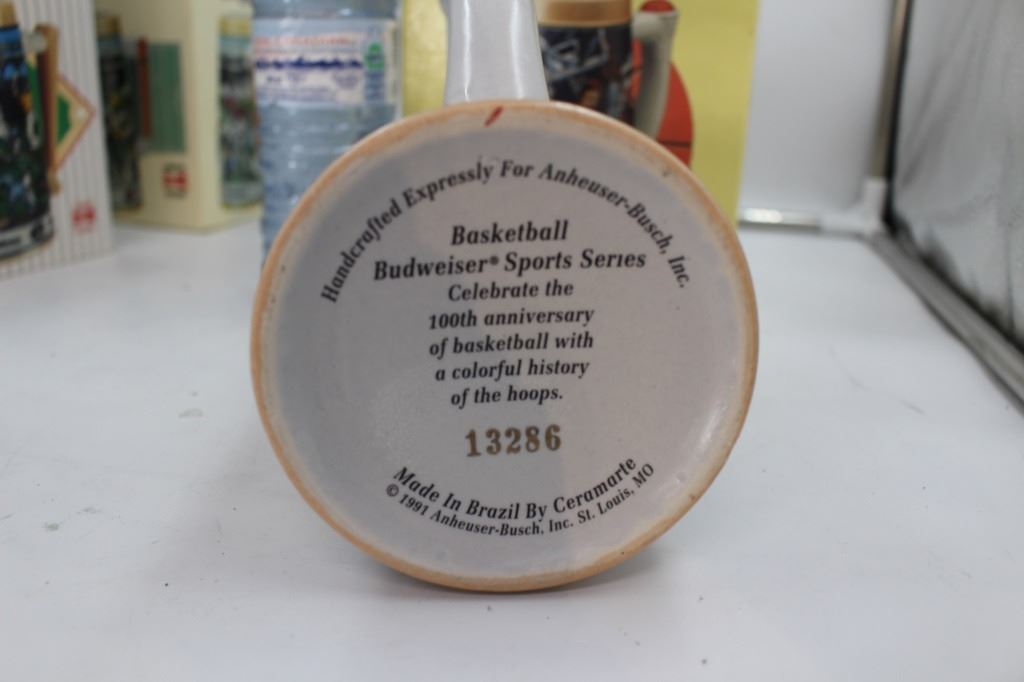 Handcrafted Expressly For Anheuser-Busch, Inc.
Basketball
Budweiser® Sports Series
Celebrate the
100th anniversary
of basketball with
a colorful history
of the hoops.
13286
Made In Brazil By Ceramarte
© 1991 Anheuser-Busch, Inc. St. Louis, MO